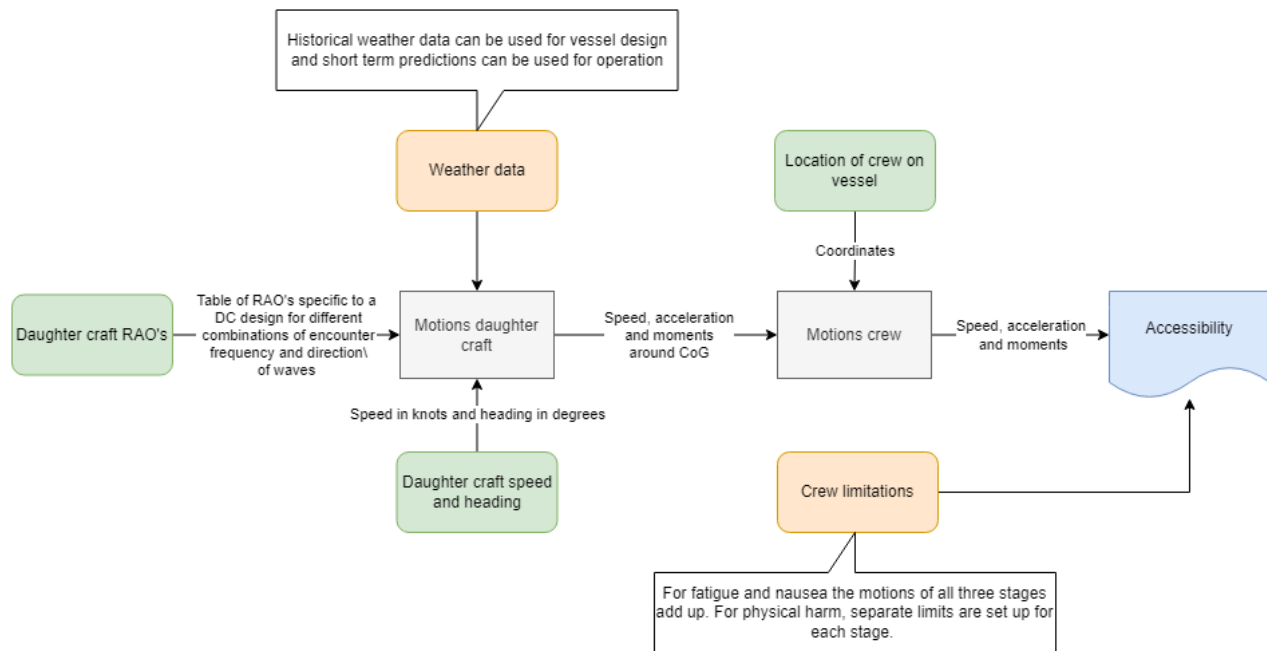 Historical weather data can be used for vessel design
and short term predictions can be used for operation
Weather data
Location of crew on
vessel
Coordinates
Daughter craft RAO's
Table of RAO's specific to a
DC design for different
combinations of encounter
frequency and direction\
of waves
Motions daughter
craft
Speed, acceleration
and moments
around CoG
Motions crew
Speed, acceleration
and moments
Accessibility
Speed in knots and heading in degrees
Daughter craft speed
and heading
Crew limitations
For fatigue and nausea the motions of all three stages
add up. For physical harm, separate limits are set up for
each stage.